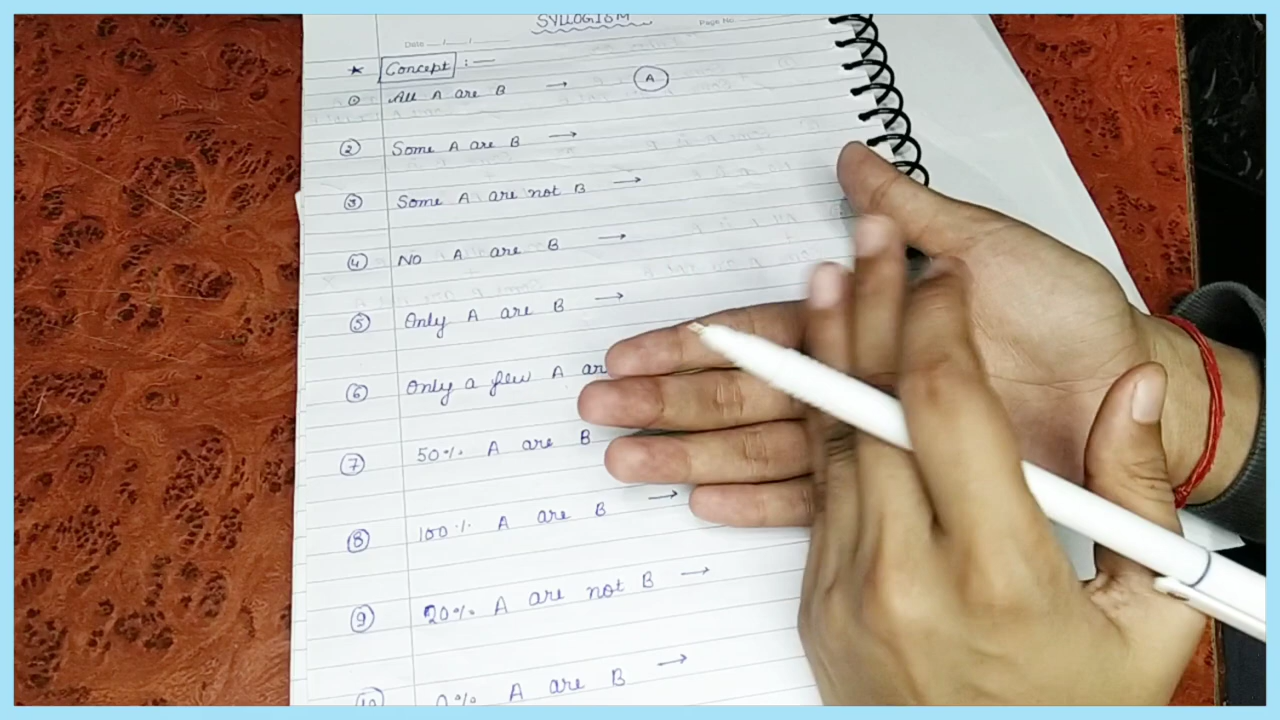 SYLLOGISM
Page No.
Date
★ Concept :—
① All A are B → A
② Some A are B →
③ Some A are not B →
④ No A are B →
⑤ Only A are B →
⑥ Only a few A
⑦ 50% A are B
⑧ 100% A are B →
⑨ 20% A are not B →
0% A are B →